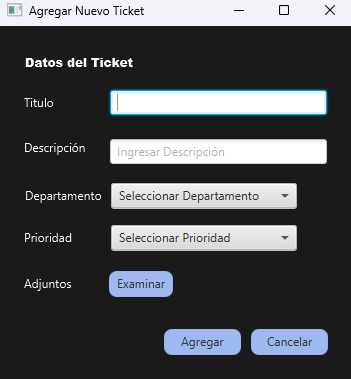 Agregar Nuevo Ticket
Datos del Ticket
Titulo
Descripción
Ingresar Descripción
Departamento
Seleccionar Departamento
Prioridad
Seleccionar Prioridad
Adjuntos
Examinar
Agregar
Cancelar